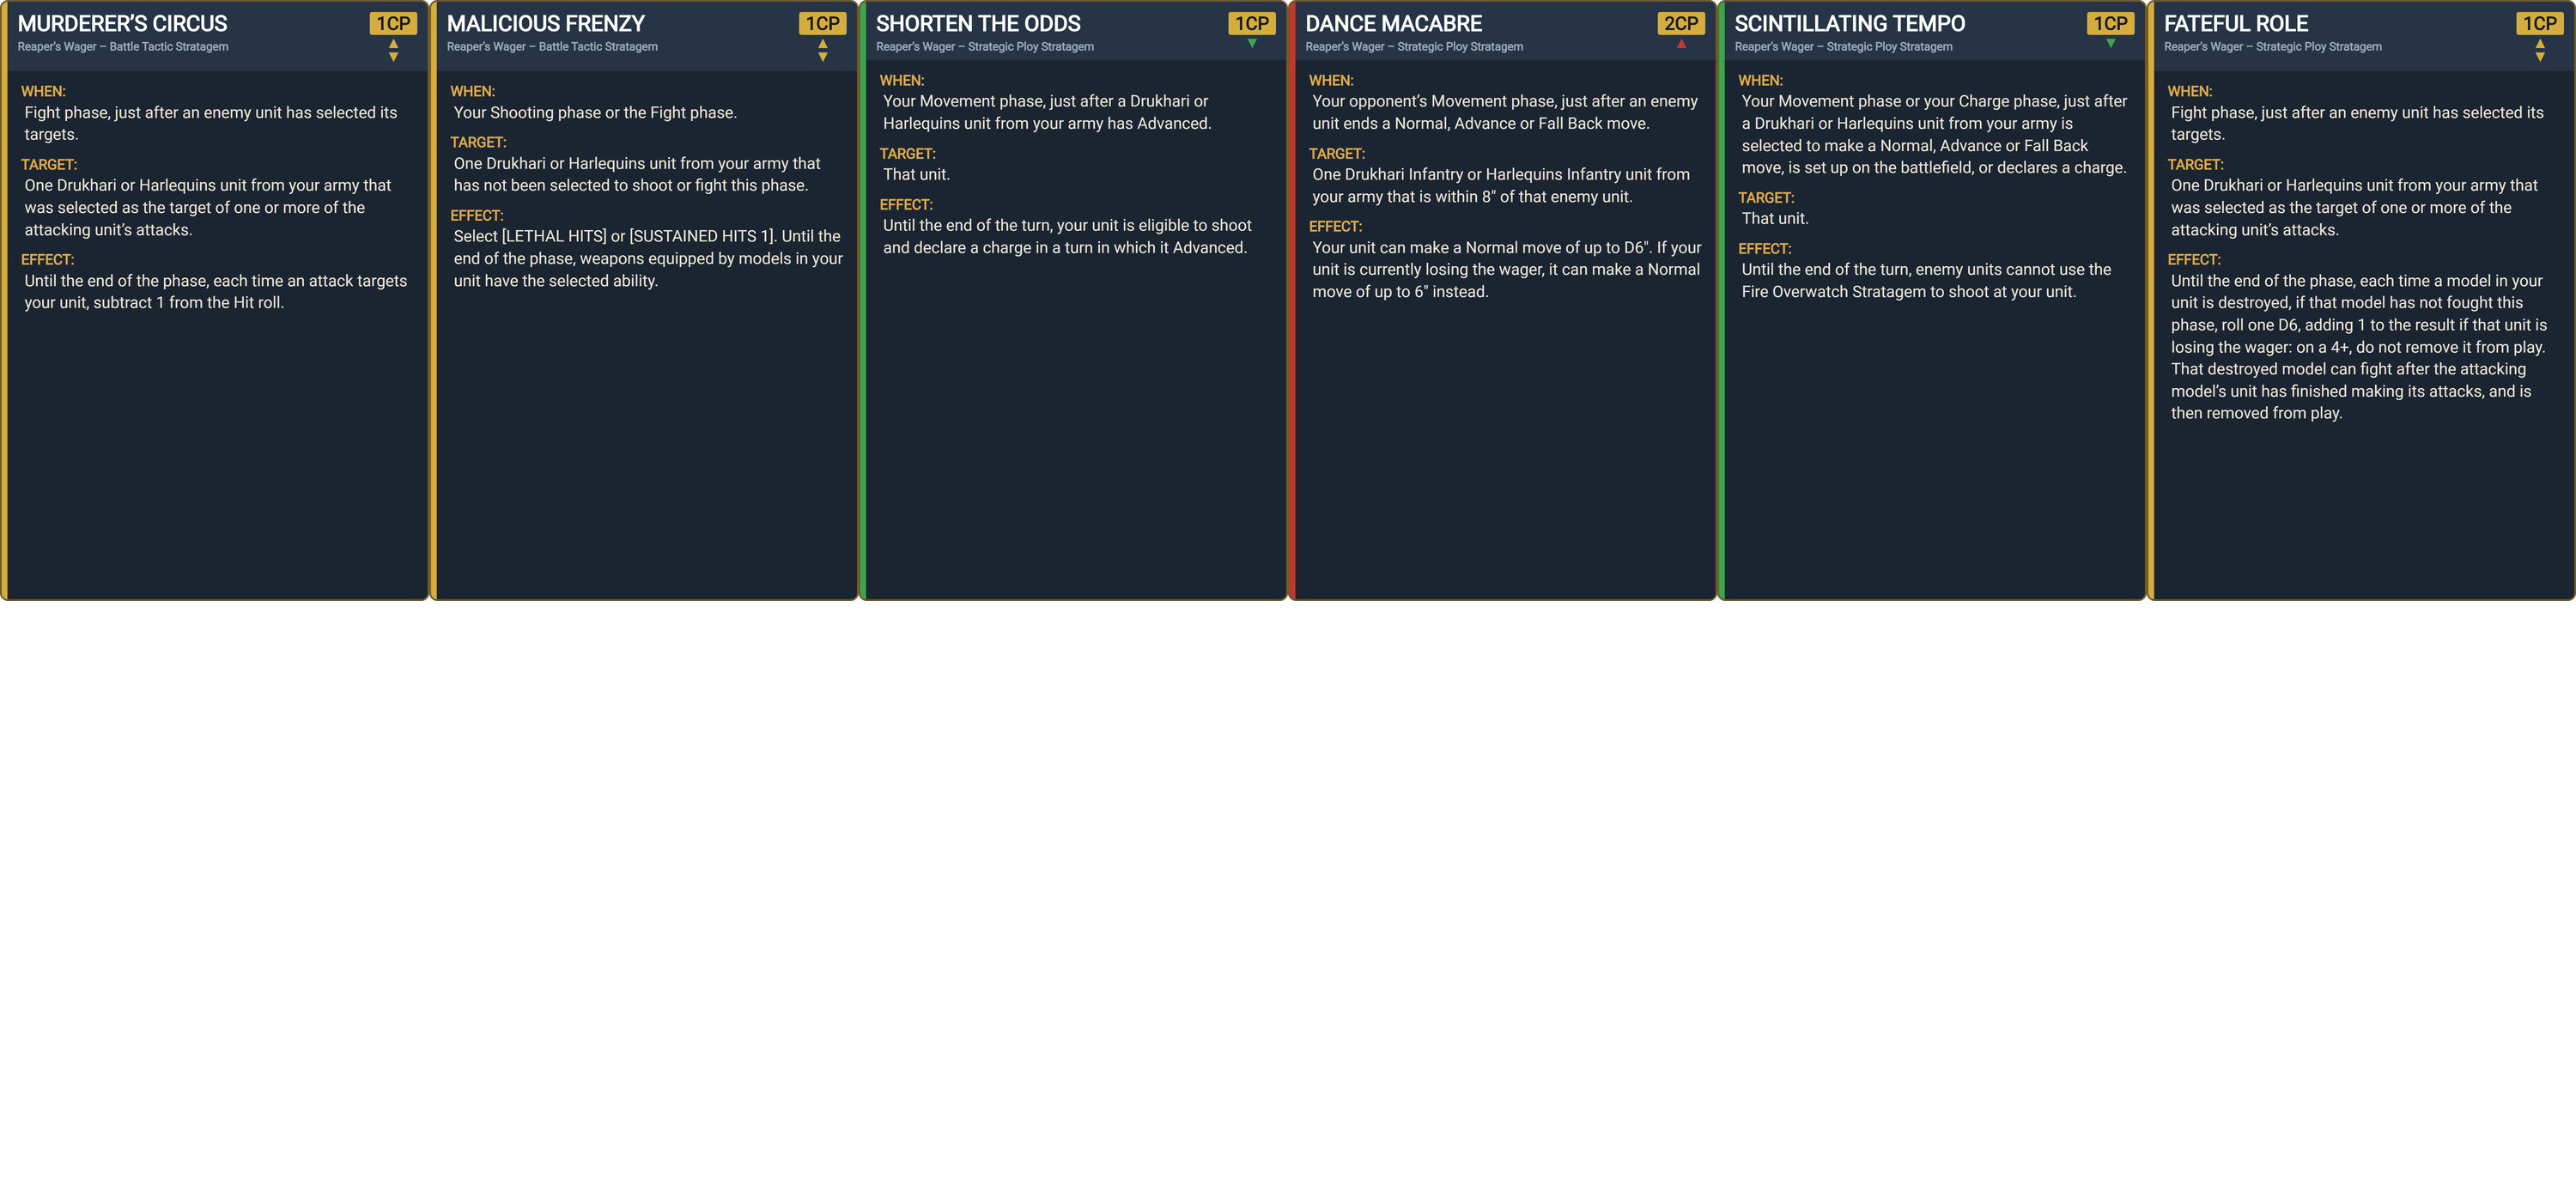 MURDERER’S CIRCUS
1CP
Reaper’s Wager – Battle Tactic Stratagem
WHEN:
Fight phase, just after an enemy unit has selected its
targets.
TARGET:
One Drukhari or Harlequins unit from your army that
was selected as the target of one or more of the
attacking unit’s attacks.
EFFECT:
Until the end of the phase, each time an attack targets
your unit, subtract 1 from the Hit roll.
MALICIOUS FRENZY
1CP
Reaper’s Wager – Battle Tactic Stratagem
WHEN:
Your Shooting phase or the Fight phase.
TARGET:
One Drukhari or Harlequins unit from your army that
has not been selected to shoot or fight this phase.
EFFECT:
Select [LETHAL HITS] or [SUSTAINED HITS 1]. Until the
end of the phase, weapons equipped by models in your
unit have the selected ability.
SHORTEN THE ODDS
1CP
Reaper’s Wager – Strategic Ploy Stratagem
WHEN:
Your Movement phase, just after a Drukhari or
Harlequins unit from your army has Advanced.
TARGET:
That unit.
EFFECT:
Until the end of the turn, your unit is eligible to shoot
and declare a charge in a turn in which it Advanced.
DANCE MACABRE
2CP
Reaper’s Wager – Strategic Ploy Stratagem
WHEN:
Your opponent’s Movement phase, just after an enemy
unit ends a Normal, Advance or Fall Back move.
TARGET:
One Drukhari Infantry or Harlequins Infantry unit from
your army that is within 8" of that enemy unit.
EFFECT:
Your unit can make a Normal move of up to D6". If your
unit is currently losing the wager, it can make a Normal
move of up to 6" instead.
SCINTILLATING TEMPO
1CP
Reaper’s Wager – Strategic Ploy Stratagem
WHEN:
Your Movement phase or your Charge phase, just after
a Drukhari or Harlequins unit from your army is
selected to make a Normal, Advance or Fall Back
move, is set up on the battlefield, or declares a charge.
TARGET:
That unit.
EFFECT:
Until the end of the turn, enemy units cannot use the
Fire Overwatch Stratagem to shoot at your unit.
FATEFUL ROLE
1CP
Reaper’s Wager – Strategic Ploy Stratagem
WHEN:
Fight phase, just after an enemy unit has selected its
targets.
TARGET:
One Drukhari or Harlequins unit from your army that
was selected as the target of one or more of the
attacking unit’s attacks.
EFFECT:
Until the end of the phase, each time a model in your
unit is destroyed, if that model has not fought this
phase, roll one D6, adding 1 to the result if that unit is
losing the wager: on a 4+, do not remove it from play.
That destroyed model can fight after the attacking
model’s unit has finished making its attacks, and is
then removed from play.